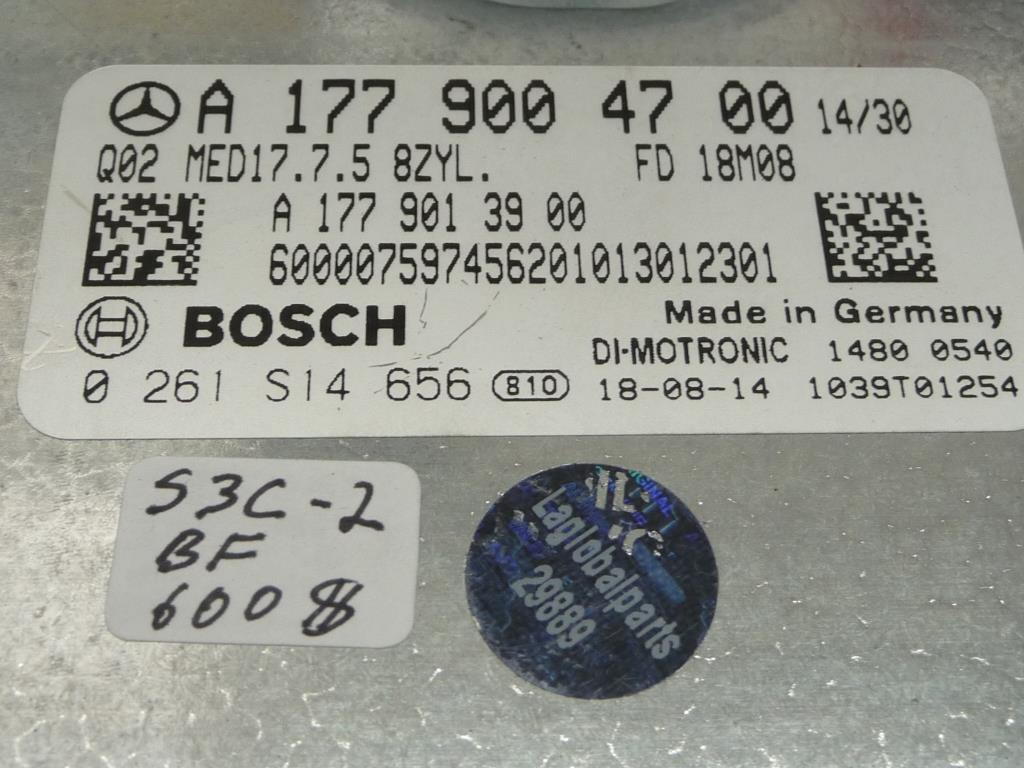 A 177 900 47 00 14/30
Q02 MED17.7.5 8ZYL. FD 18M08
A 177 901 39 00
600007597456201013012301
BOSCH Made in Germany
DI-MOTRONIC 1480 0540
0 261 S14 656 810 18-08-14 1039T01254
S3C-2
BF
600$
Laglobalparts
29889